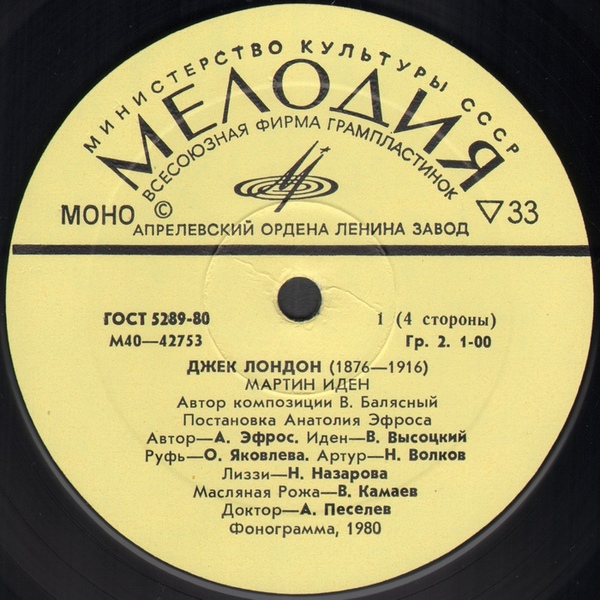 МИНИСТЕРСТВО КУЛЬТУРЫ СССР
МЕЛОДИЯ
ВСЕСОЮЗНАЯ ФИРМА ГРАМПЛАСТИНОК
МОНО © ▽33
АПРЕЛЕВСКИЙ ОРДЕНА ЛЕНИНА ЗАВОД
ГОСТ 5289-80 1 (4 стороны)
М40—42753 Гр. 2. 1-00
ДЖЕК ЛОНДОН (1876—1916)
МАРТИН ИДЕН
Автор композиции В. Балясный
Постановка Анатолия Эфроса
Автор—А. Эфрос. Иден—В. Высоцкий
Руфь—О. Яковлева. Артур—Н. Волков
Лиззи—Н. Назарова
Масляная Рожа—В. Камаев
Доктор—А. Песелев
Фонограмма, 1980